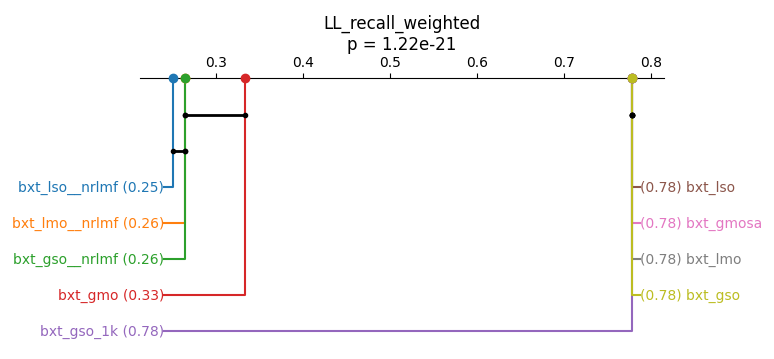 LL_recall_weighted
p = 1.22e-21
0.3 0.4 0.5 0.6 0.7 0.8
bxt_lso__nrlmf (0.25) (0.78) bxt_lso
bxt_lmo__nrlmf (0.26) (0.78) bxt_gmosa
bxt_gso__nrlmf (0.26) (0.78) bxt_lmo
bxt_gmo (0.33) (0.78) bxt_gso
bxt_gso_1k (0.78)